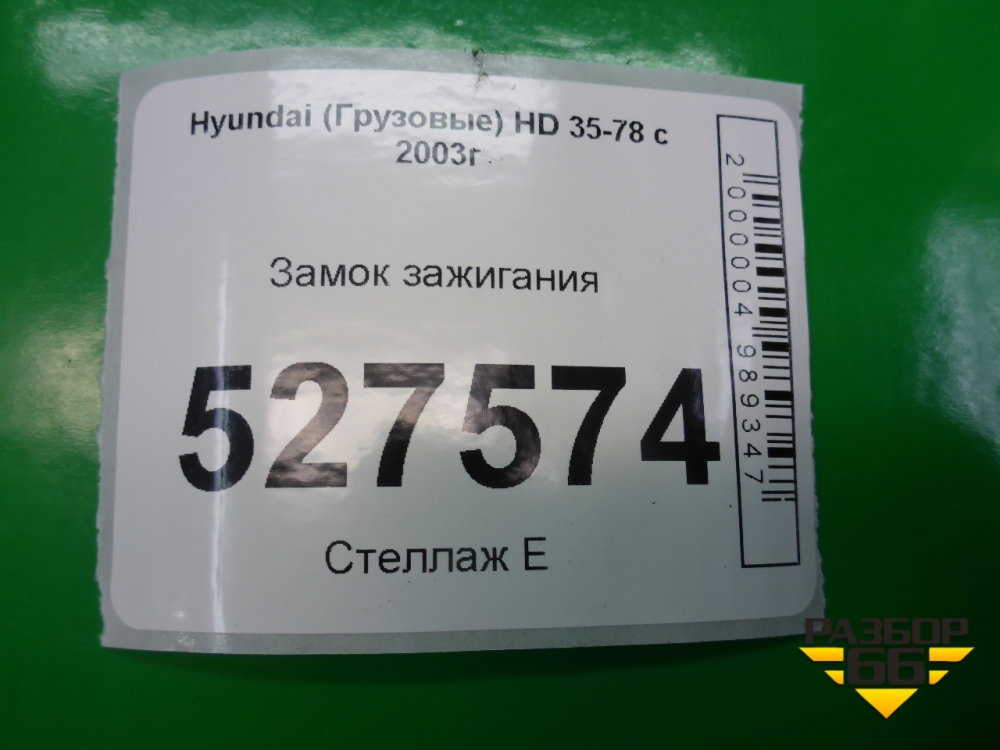 Hyundai (Грузовые) HD 35-78 с
2003г
Замок зажигания
527574
Стеллаж Е
2000004989347
РАЗБОР
66